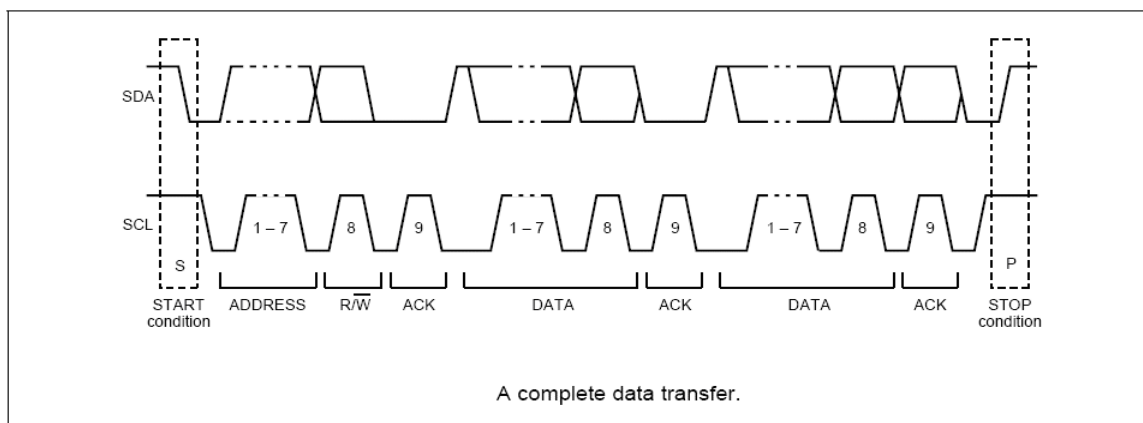 SDA
SCL
1 – 7 8 9 1 – 7 8 9 1 – 7 8 9
S P
START condition ADDRESS R/W̅ ACK DATA ACK DATA ACK STOP condition
A complete data transfer.